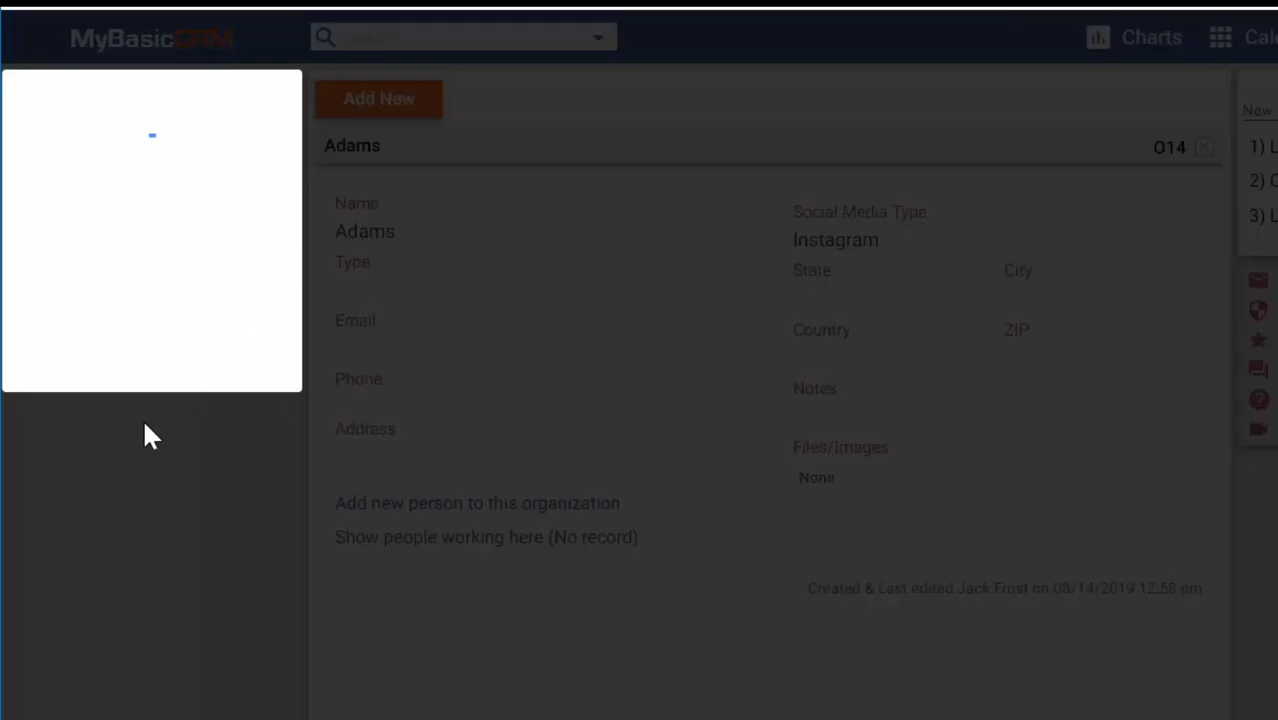 MyBasicCRM
Charts
Add New
New
Adams
O14
1)
2)
3)
Name
Adams
Type
Email
Phone
Address
Social Media Type
Instagram
State City
Country ZIP
Notes
Files/Images
None
Add new person to this organization
Show people working here (No record)
Created & Last edited Jack Frost on 08/14/2019 12:58 pm